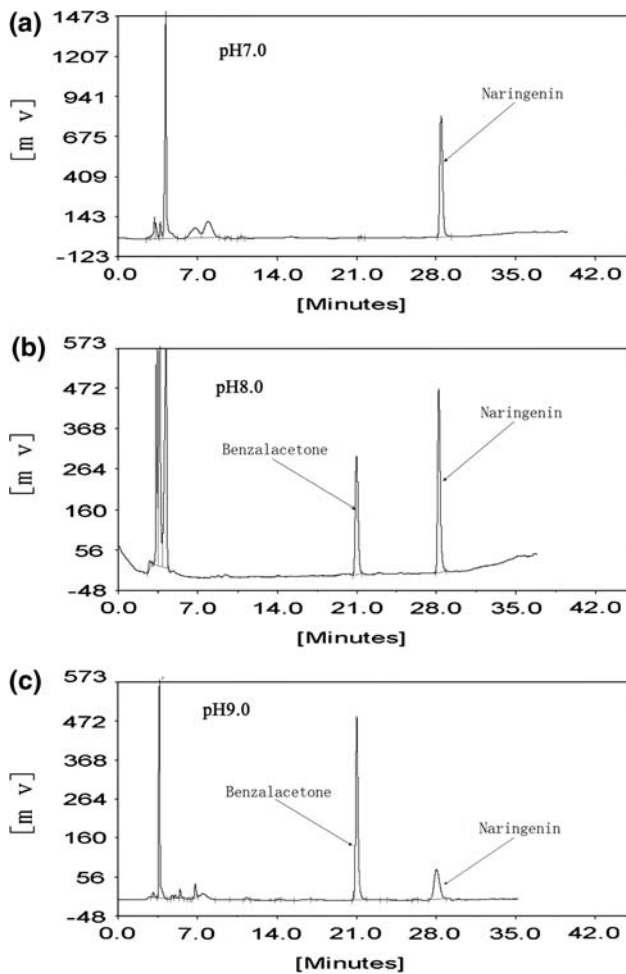 (a)
pH7.0
Naringenin
[m v]
1473
1207
941
675
409
143
-123
0.0 7.0 14.0 21.0 28.0 35.0 42.0
[Minutes]
(b)
pH8.0
Benzalacetone
Naringenin
[m v]
573
472
368
264
160
56
-48
0.0 7.0 14.0 21.0 28.0 35.0 42.0
[Minutes]
(c)
pH9.0
Benzalacetone
Naringenin
[m v]
573
472
368
264
160
56
-48
0.0 7.0 14.0 21.0 28.0 35.0 42.0
[Minutes]